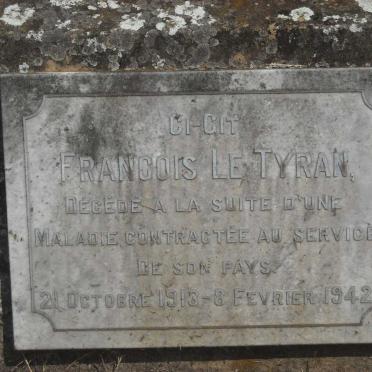 CI-GIT
FRANCOIS LE TYRAN,
DÉCÉDÉ A LA SUITE D'UNE
MALADIE CONTRACTÉE AU SERVICE
DE SON PAYS.
21 OCTOBRE 1913-8 FEVRIER 1942